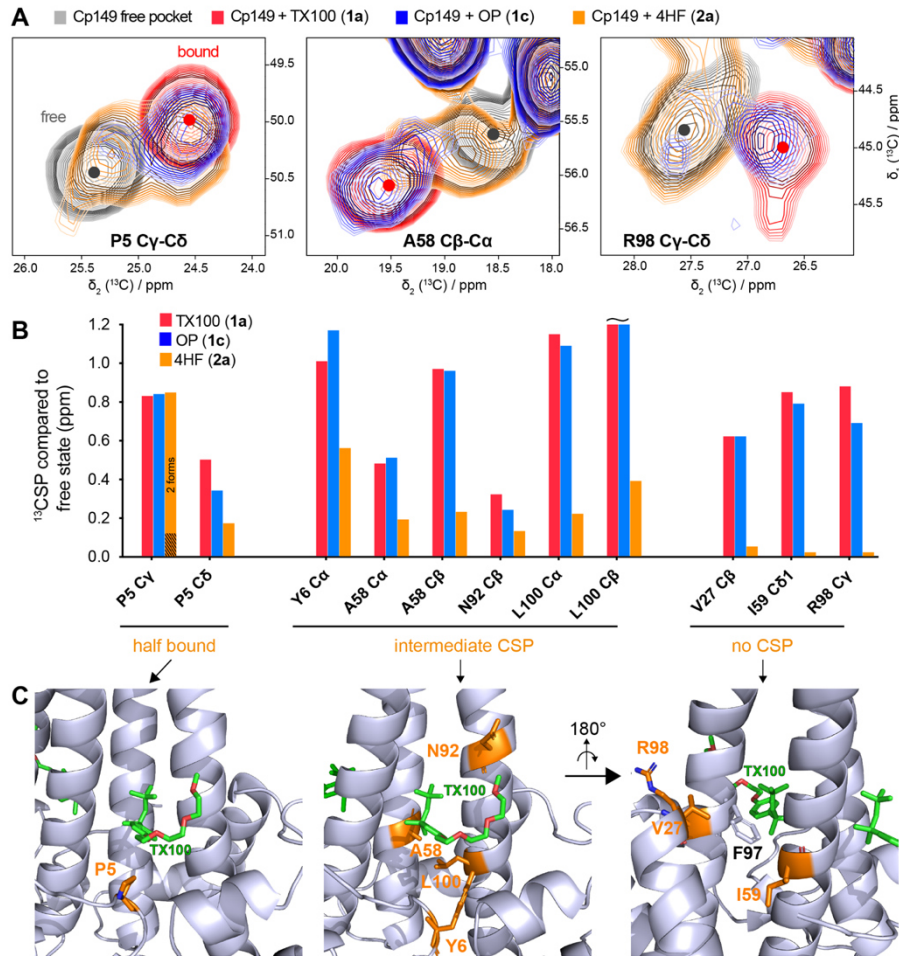 A
Cp149 free pocket Cp149 + TX100 (1a) Cp149 + OP (1c) Cp149 + 4HF (2a)
bound
free
P5 Cγ-Cδ
49.5
50.0
50.5
51.0
26.0 25.5 25.0 24.5 24.0
δ₂ (¹³C) / ppm
A58 Cβ-Cα
55.0
55.5
56.0
56.5
20.0 19.5 19.0 18.5 18.0
δ₂ (¹³C) / ppm
R98 Cγ-Cδ
44.5
45.0
45.5
28.0 27.5 27.0 26.5
δ₂ (¹³C) / ppm
δ₁ (¹³C) / ppm
B
TX100 (1a)
OP (1c)
4HF (2a)
¹³CSP compared to
free state (ppm)
1.2
1.0
0.8
0.6
0.4
0.2
0.0
2 forms
P5 Cγ
P5 Cδ
Y6 Cα
A58 Cα
A58 Cβ
N92 Cβ
L100 Cα
L100 Cβ
V27 Cβ
I59 Cδ1
R98 Cγ
half bound
intermediate CSP
no CSP
C
P5
TX100
N92
TX100
A58
L100
Y6
180°
R98
TX100
V27
F97
I59